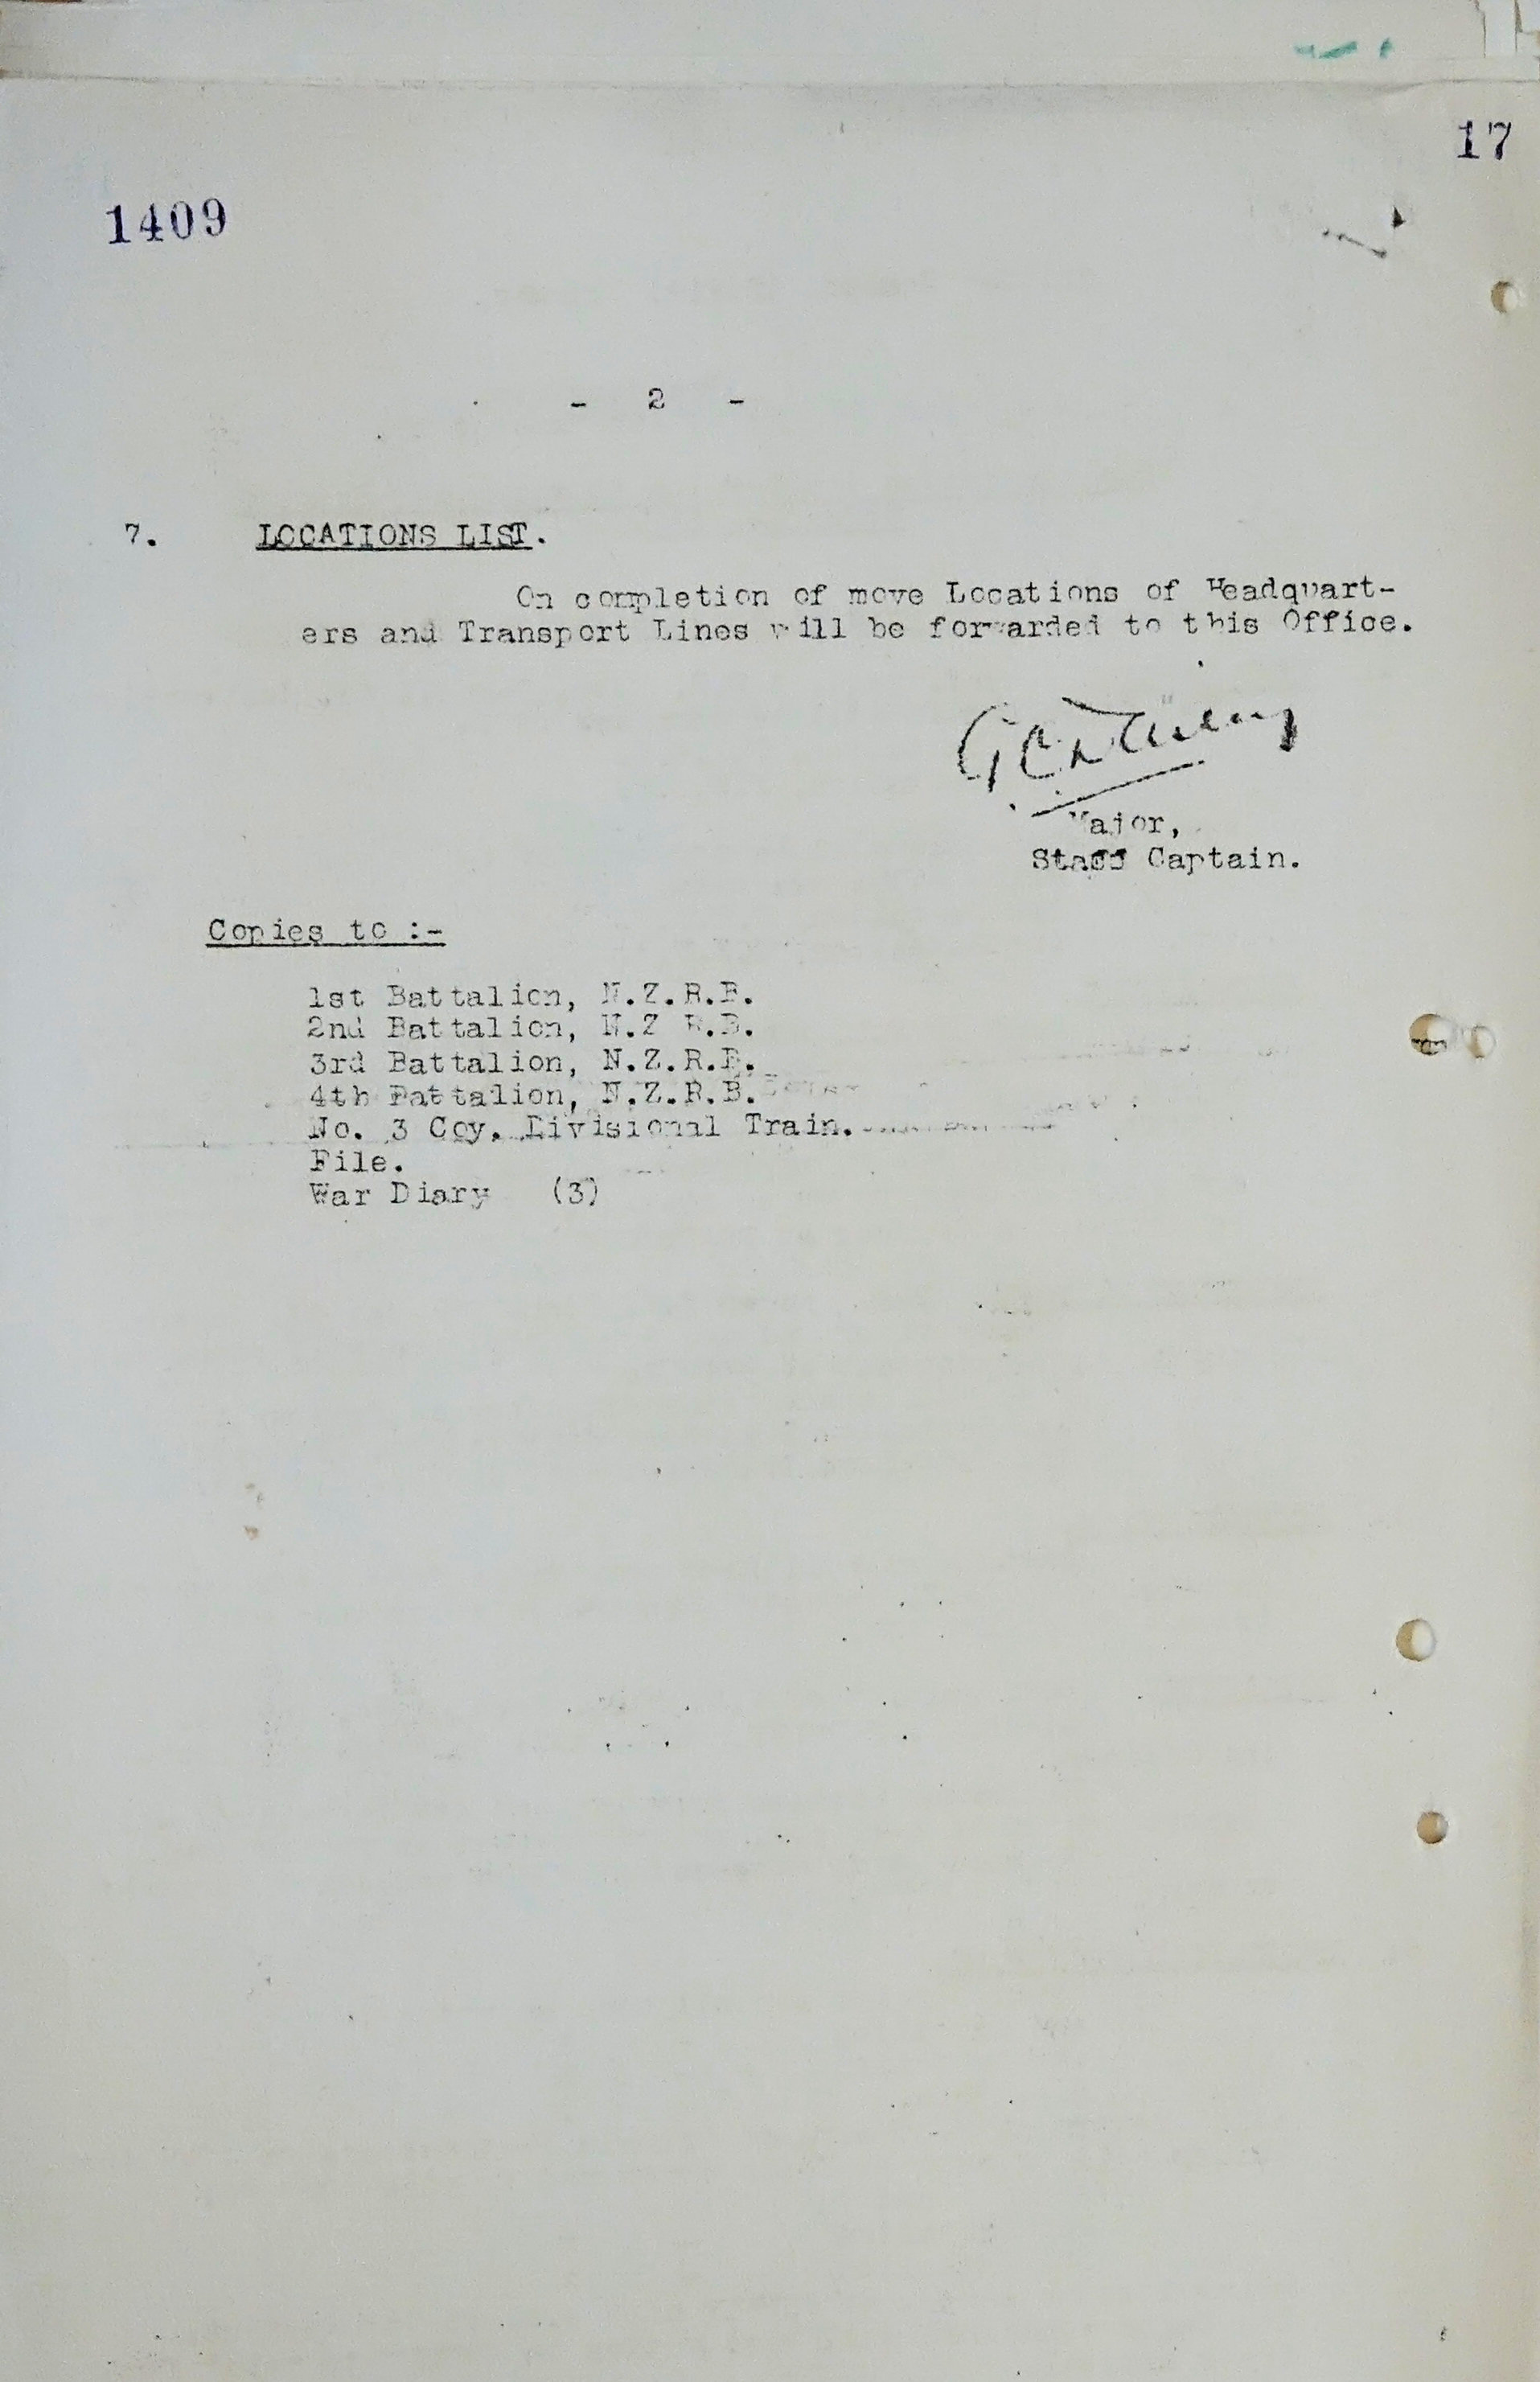 17
1409
- 2 -
7. LOCATIONS LIST.
On completion of move Locations of Headquart-
ers and Transport Lines will be forwarded to this Office.
Major,
Staff Captain.
Copies to :-
1st Battalion, N.Z.R.B.
2nd Battalion, N.Z R.B.
3rd Battalion, N.Z.R.B.
4th Battalion, N.Z.R.B.
No. 3 Coy. Divisional Train.
File.
War Diary (3)